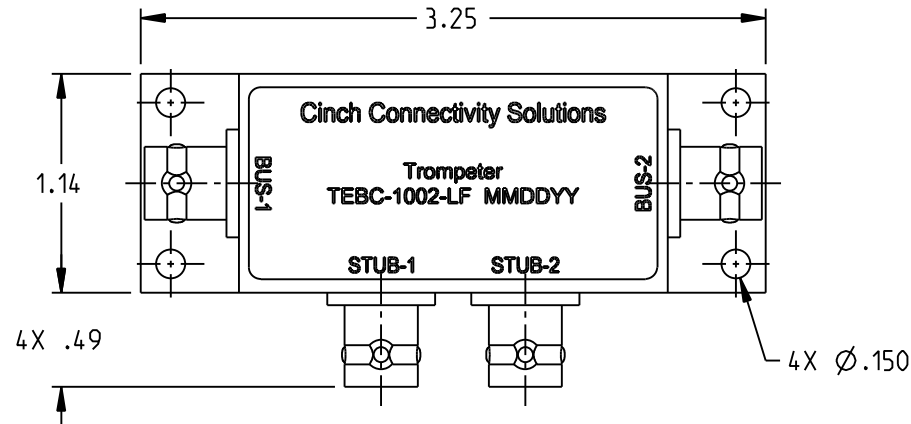 3.25
Cinch Connectivity Solutions
1.14
BUS-1
Trompeter
TEBC-1002-LF MMDDYY
BUS-2
STUB-1 STUB-2
4X .49
4X Ø.150